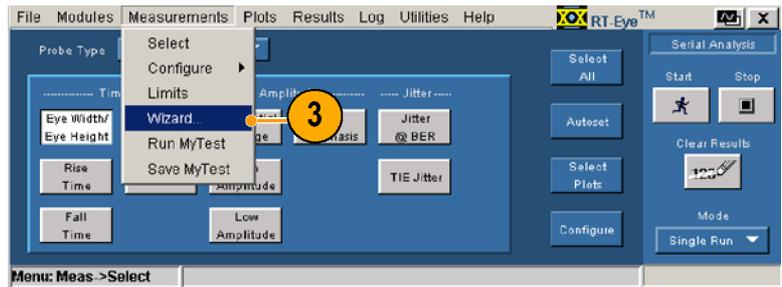 File Modules Measurements Plots Results Log Utilities Help RT-Eye TM
Probe Type
Select
Configure
Limits
Wizard...
Run MyTest
Save MyTest
3
Jitter
Eye Width/
Eye Height
Jitter
@ BER
Rise
Time
Amplitude
TIE Jitter
Fall
Time
Low
Amplitude
Select
All
Autoset
Select
Plots
Configure
Serial Analysis
Start Stop
Clear Results
Mode
Single Run
Menu: Meas->Select